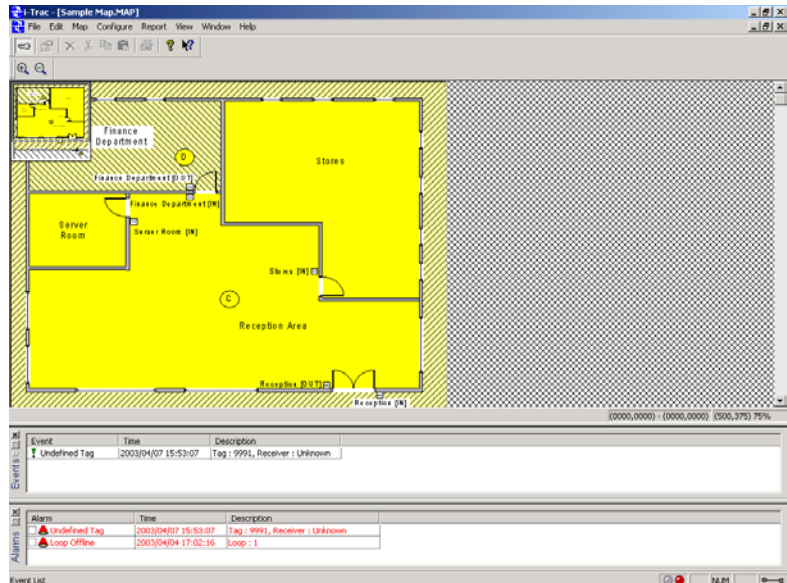 i-Trac - [Sample Map.MAP]
File Edit Map Configure Report View Window Help
Finance
Department
D
Stores
Finance Department [OUT]
Finance Department [IN]
Server
Room
Server Room [IN]
Stores [IN]
C
Reception Area
Reception [OUT]
Reception [IN]
(0000,0000) - (0000,0000) (500,375) 75%
Events
Event Time Description
Undefined Tag 2003/04/07 15:53:07 Tag : 9991, Receiver : Unknown
Alarms
Alarm Time Description
Undefined Tag 2003/04/07 15:53:07 Tag : 9991, Receiver : Unknown
Loop Offline 2003/04/04 17:02:16 Loop : 1
Event List NUM